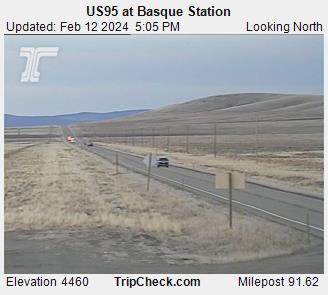 US95 at Basque Station
Updated: Feb 12 2024 5:05 PM Looking North
Elevation 4460 TripCheck.com Milepost 91.62